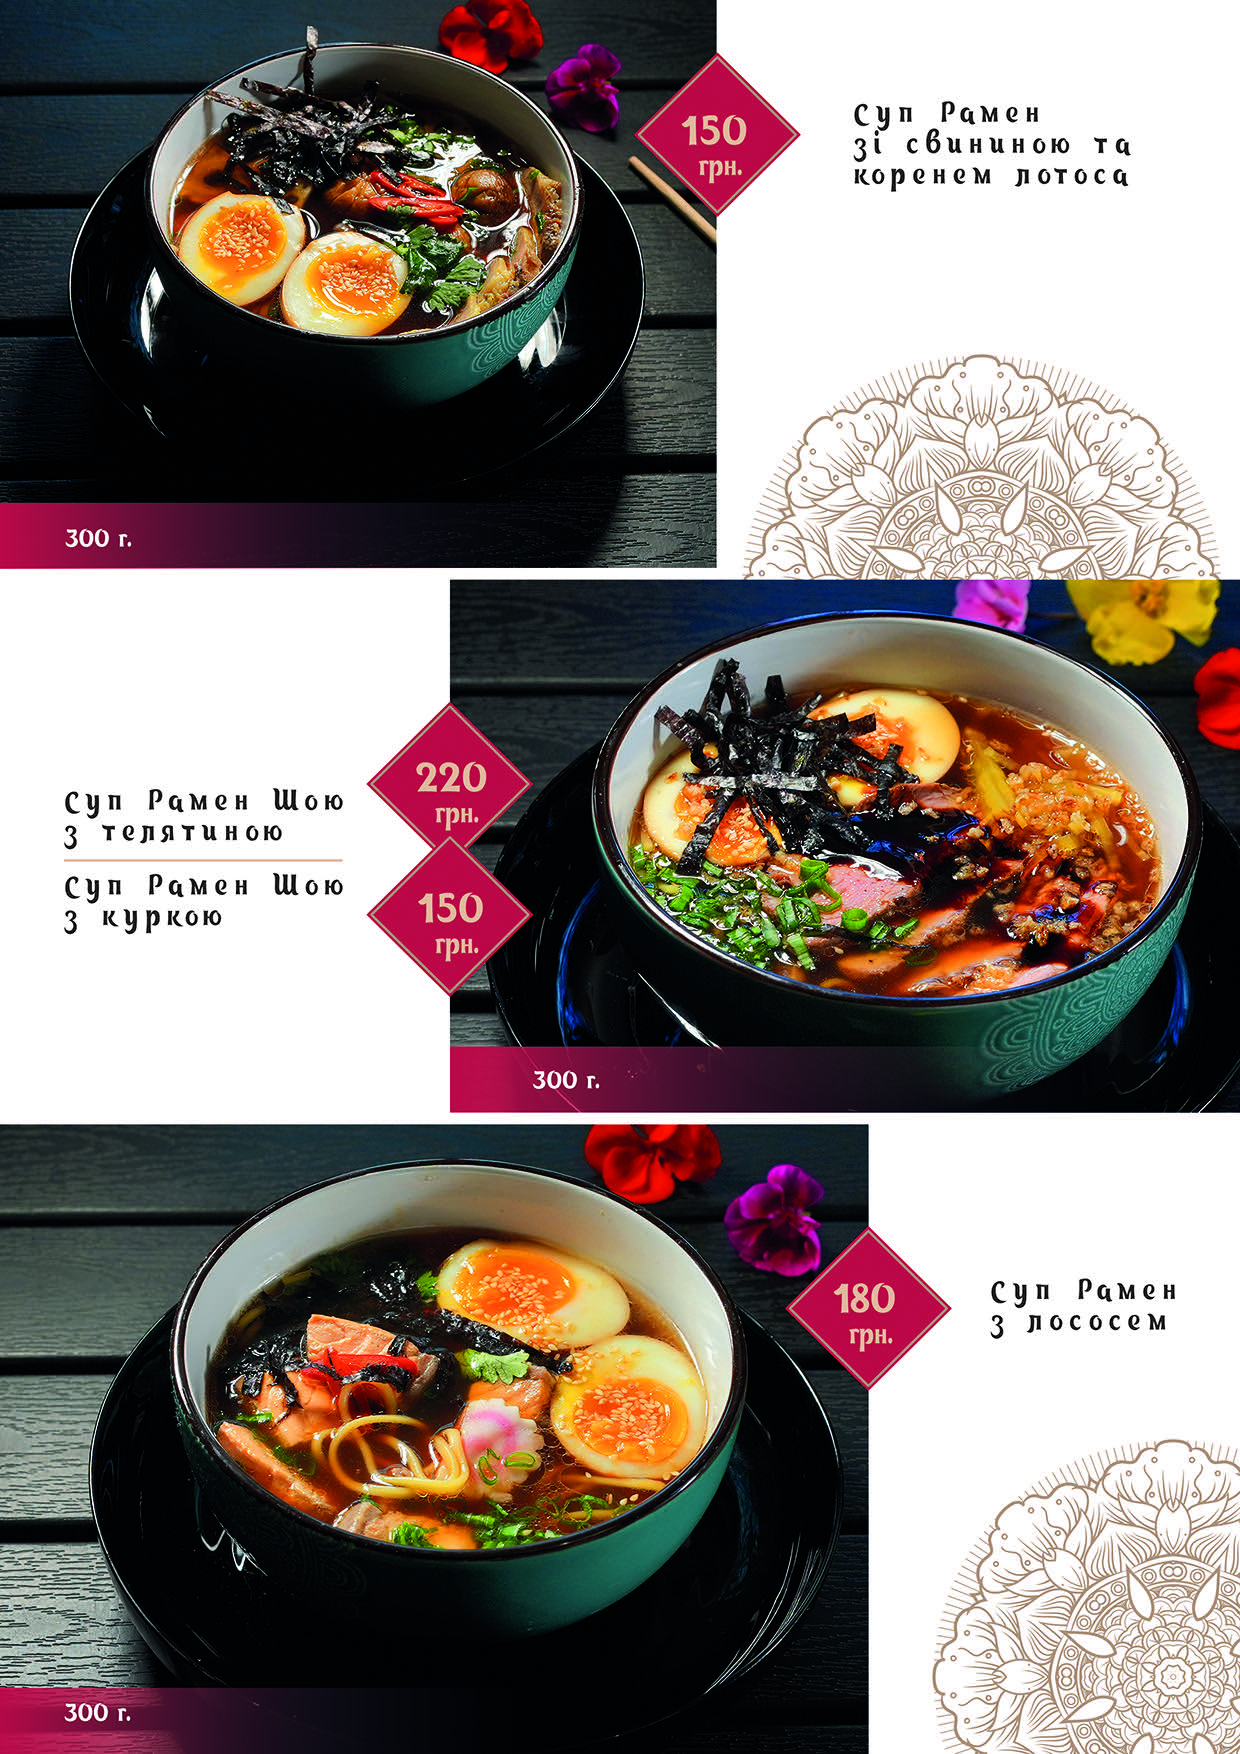 150
грн.
Суп Рамен
зі свининою та
коренем лотоса
300 г.
Суп Рамен Шою
з телятиною
220
грн.
Суп Рамен Шою
з куркою
150
грн.
300 г.
180
грн.
Суп Рамен
з лососем
300 г.